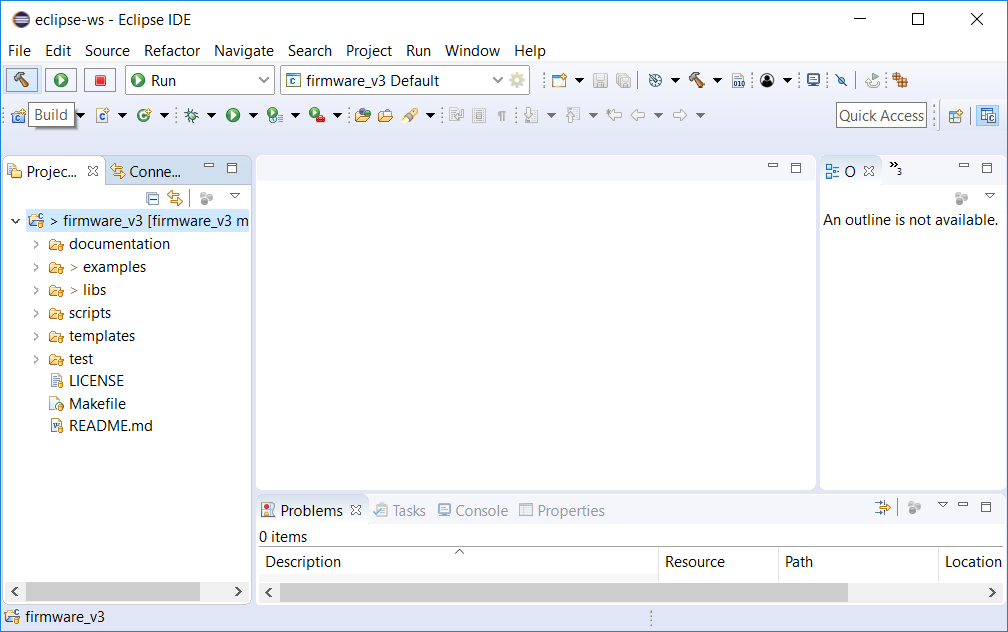 eclipse-ws - Eclipse IDE
File Edit Source Refactor Navigate Search Project Run Window Help
Run firmware_v3 Default 010
Build Quick Access
Projec... Conne... O »3
> firmware_v3 [firmware_v3 m
An outline is not available.
documentation
> examples
> libs
scripts
templates
test
LICENSE
Makefile
README.md
Problems Tasks Console Properties
0 items
Description Resource Path Location
firmware_v3